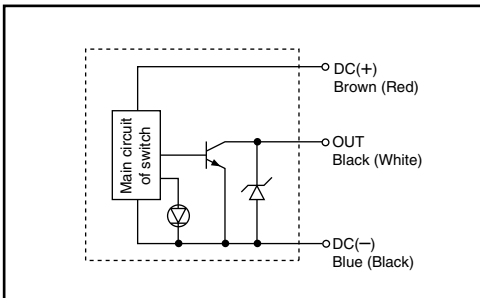 DC(+)
Brown (Red)
Main circuit
of switch
OUT
Black (White)
DC(−)
Blue (Black)